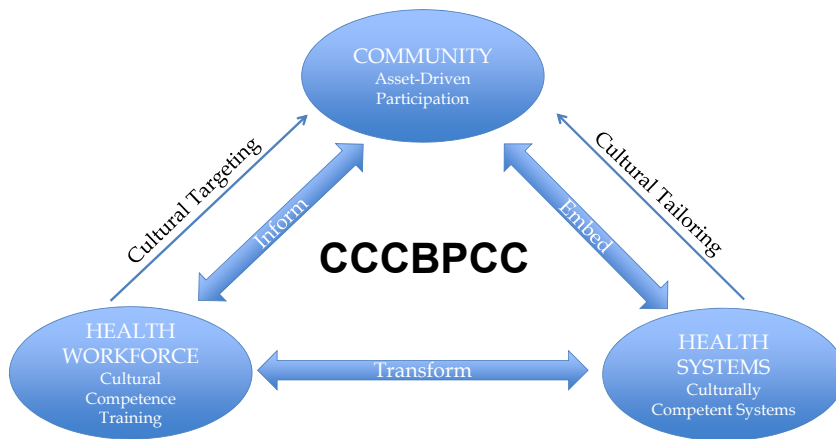 COMMUNITY
Asset-Driven
Participation
Cultural Targeting
Cultural Tailoring
Inform
Embed
CCCBPCC
HEALTH
WORKFORCE
Cultural
Competence
Training
Transform
HEALTH
SYSTEMS
Culturally
Competent Systems